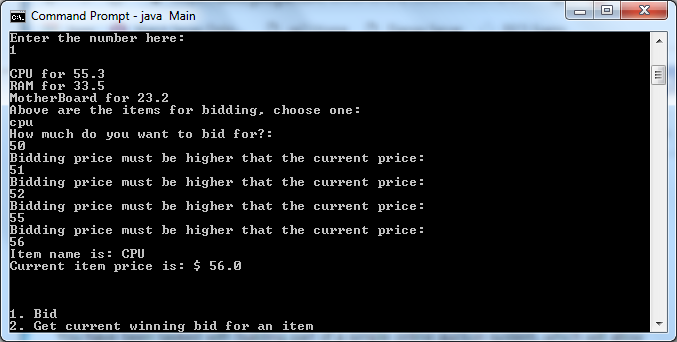 Command Prompt - java Main
Enter the number here:
1
CPU for 55.3
RAM for 33.5
MotherBoard for 23.2
Above are the items for bidding, choose one:
cpu
How much do you want to bid for?:
50
Bidding price must be higher that the current price:
51
Bidding price must be higher that the current price:
52
Bidding price must be higher that the current price:
55
Bidding price must be higher that the current price:
56
Item name is: CPU
Current item price is: $ 56.0
1. Bid
2. Get current winning bid for an item